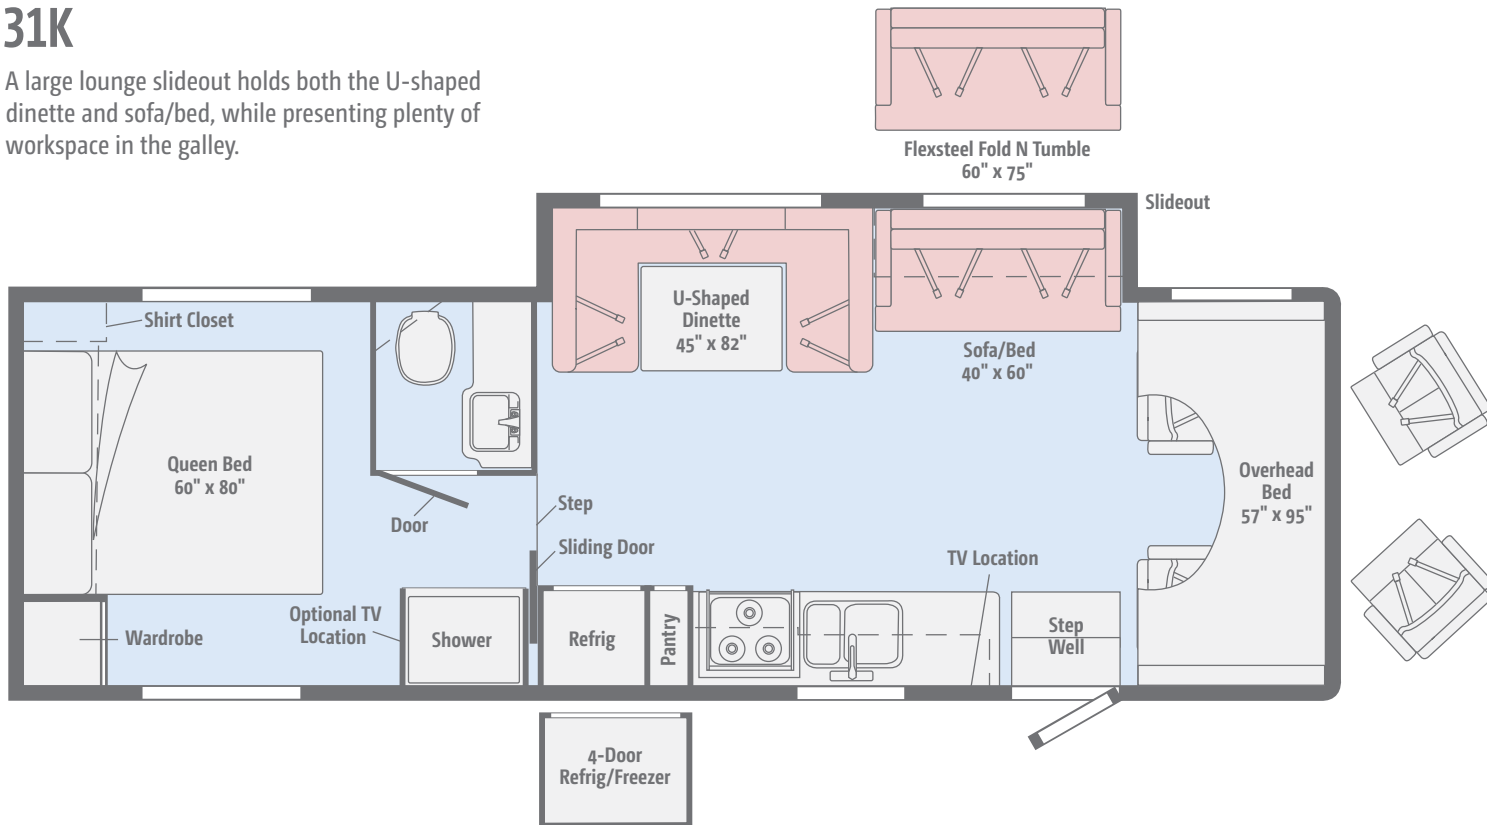 31K
A large lounge slideout holds both the U-shaped
dinette and sofa/bed, while presenting plenty of
workspace in the galley.
Flexsteel Fold N Tumble
60" x 75"
Slideout
Shirt Closet
U-Shaped
Dinette
45" x 82"
Sofa/Bed
40" x 60"
Queen Bed
60" x 80"
Door
Step
Sliding Door
TV Location
Overhead
Bed
57" x 95"
Wardrobe
Optional TV
Location
Shower
Refrig
Pantry
Step
Well
4-Door
Refrig/Freezer